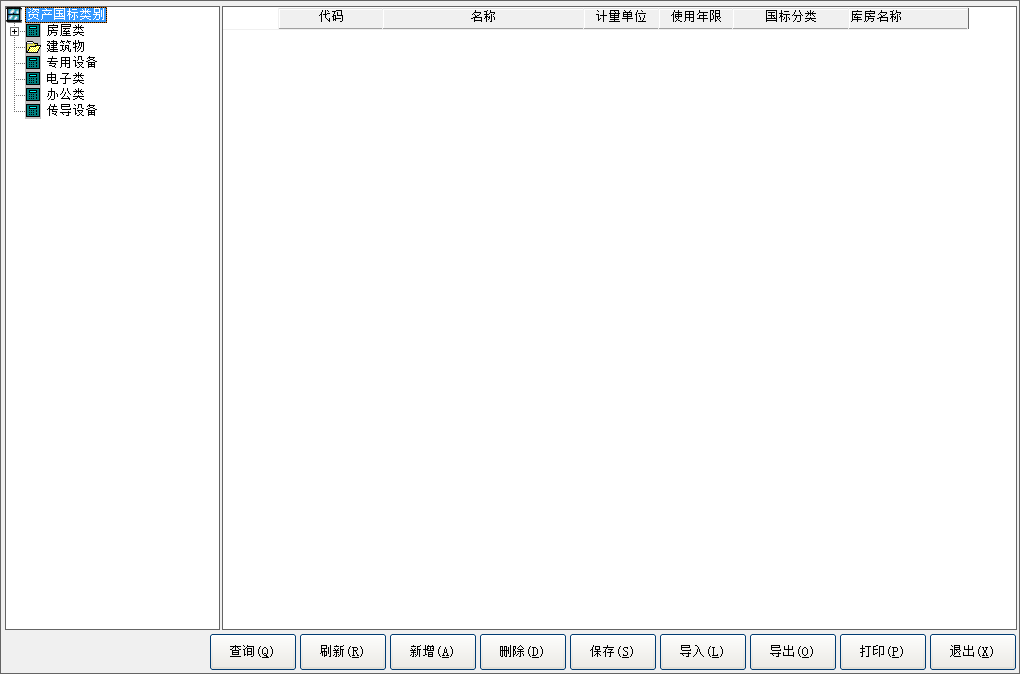 资产国标类别
房屋类
建筑物
专用设备
电子类
办公类
传导设备
代码 名称 计量单位 使用年限 国标分类 库房名称
查询(Q) 刷新(R) 新增(A) 删除(D) 保存(S) 导入(L) 导出(O) 打印(P) 退出(X)